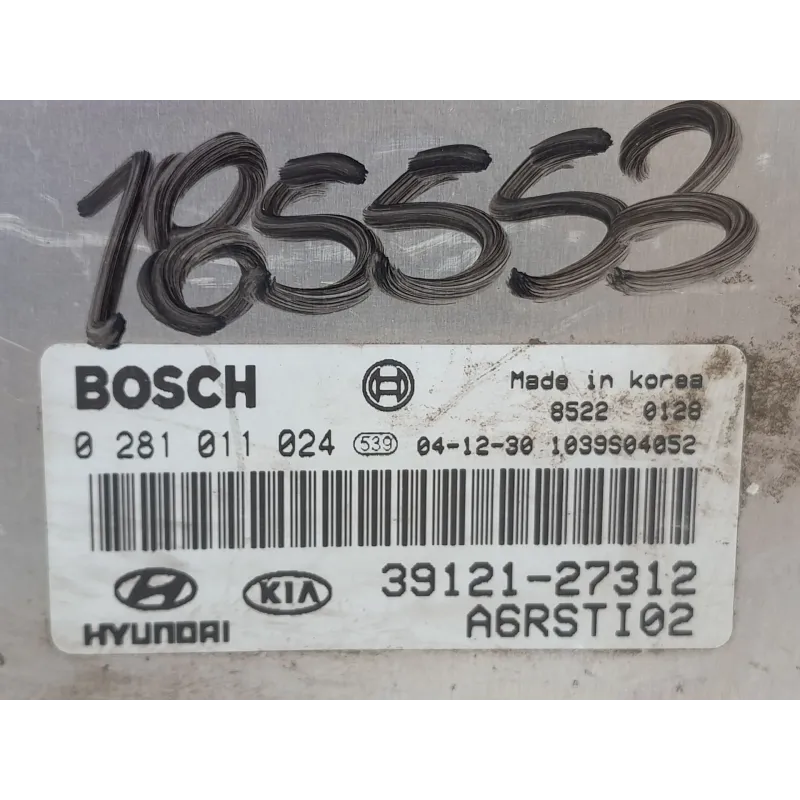 185553
BOSCH Made in korea
8522 0128
0 281 011 024 539 04-12-30 1039S04052
39121-27312
KIA
HYUNDAI A6RSTI02